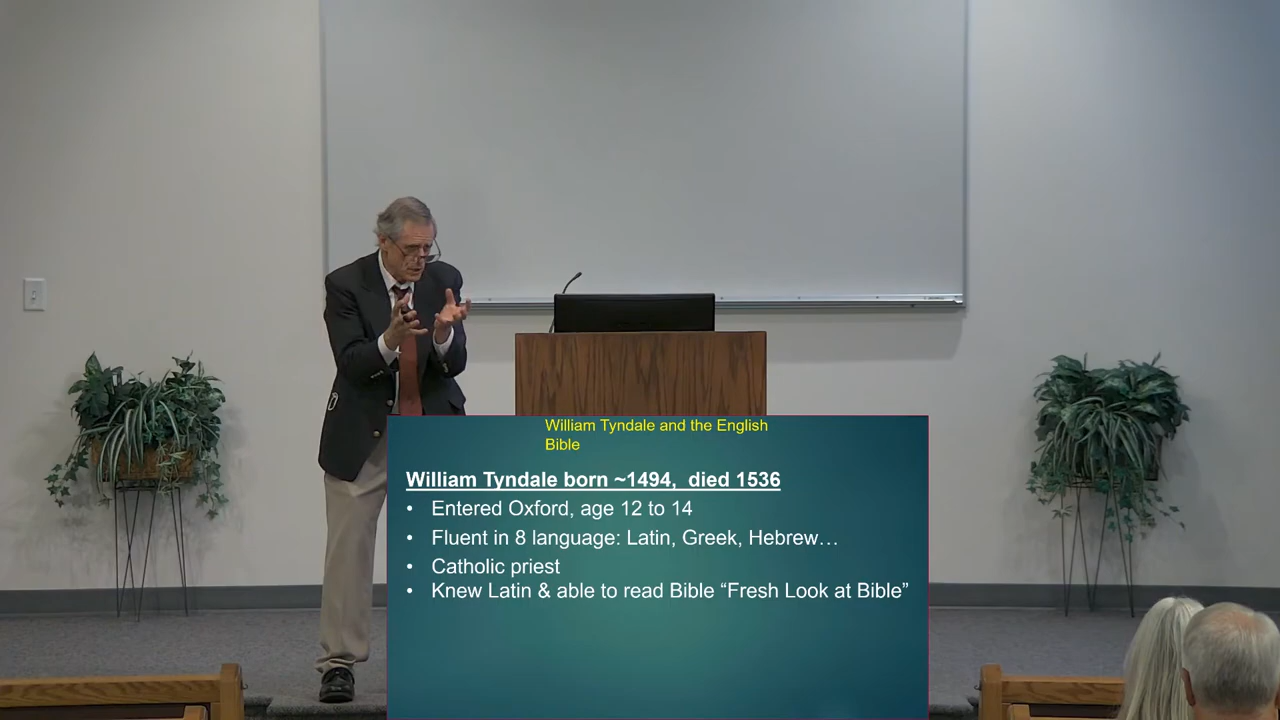 William Tyndale and the English
Bible
William Tyndale born ~1494, died 1536
• Entered Oxford, age 12 to 14
• Fluent in 8 language: Latin, Greek, Hebrew…
• Catholic priest
• Knew Latin & able to read Bible “Fresh Look at Bible”